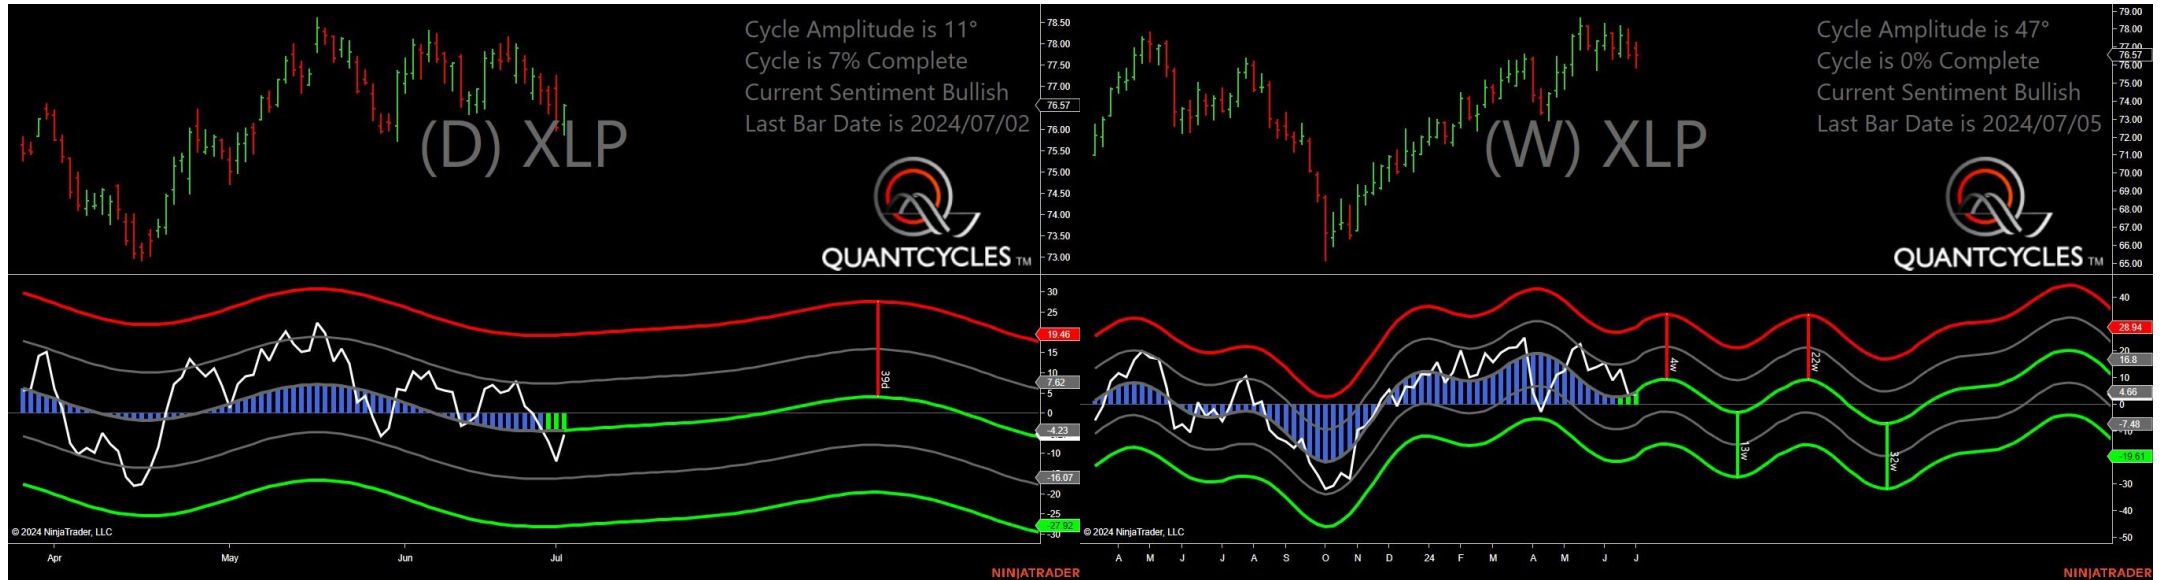 Cycle Amplitude is 11°
Cycle is 7% Complete
Current Sentiment Bullish
Last Bar Date is 2024/07/02
(D) XLP
QUANTCYCLES TM
78.50
78.00
77.50
77.00
76.57
76.00
75.50
75.00
74.50
74.00
73.50
73.00
30
25
19.46
15
10
7.62
5
0
-4.23
-10
-16.07
-20
-25
-27.92
-30
39d
© 2024 NinjaTrader, LLC
Apr May Jun Jul
NINJATRADER
Cycle Amplitude is 47°
Cycle is 0% Complete
Current Sentiment Bullish
Last Bar Date is 2024/07/05
(W) XLP
QUANTCYCLES TM
79.00
78.00
77.00
76.57
76.00
75.00
74.00
73.00
72.00
71.00
70.00
69.00
68.00
67.00
66.00
65.00
40
28.94
20
16.8
10
4.66
0
-7.48
-10
-19.61
-30
-40
-50
4w
13w
22w
32w
© 2024 NinjaTrader, LLC
A M J J A S O N D 24 F M A M J J
NINJATRADER